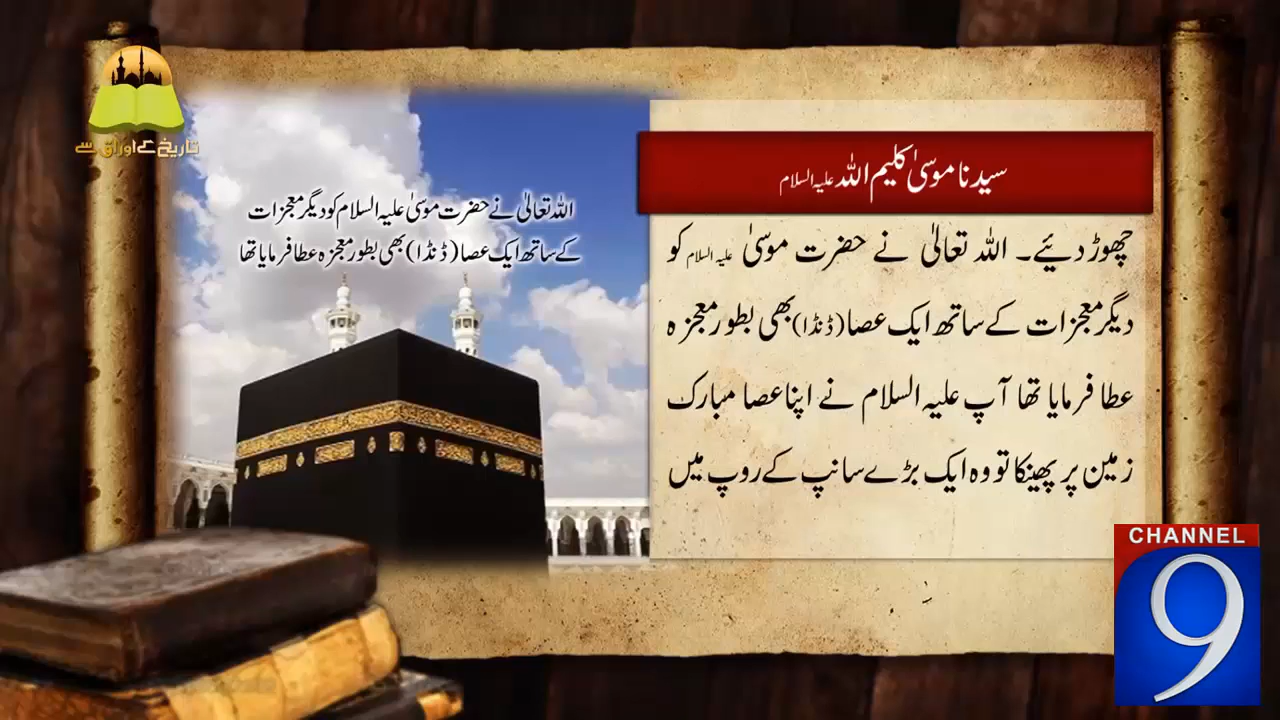 تاریخ کے اوراق سے
سیدنا موسیٰ کلیم اللہ علیہ السلام
اللہ تعالیٰ نے حضرت موسیٰ علیہ السلام کو دیگر معجزات
کے ساتھ ایک عصا (ڈنڈا) بھی بطور معجزہ عطا فرمایا تھا
چھوڑ دئیے۔ اللہ تعالیٰ نے حضرت موسیٰ علیہ السلام کو
دیگر معجزات کے ساتھ ایک عصا (ڈنڈا) بھی بطور معجزہ
عطا فرمایا تھا آپ علیہ السلام نے اپنا عصا مبارک
زمین پر پھینکا تو وہ ایک بڑے سانپ کے روپ میں
CHANNEL
9